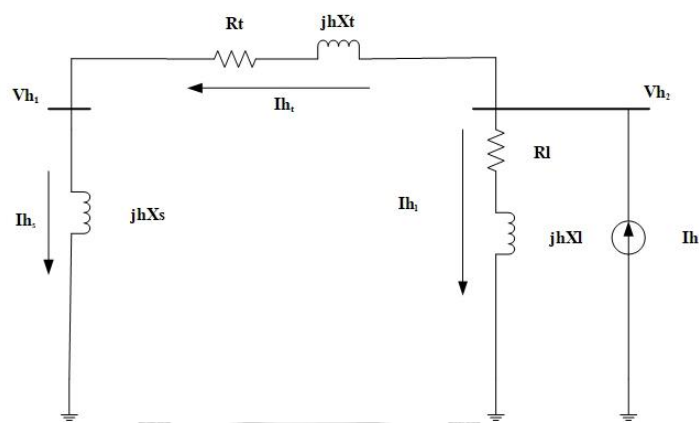 Rt
jhXt
Vh₁
Ihₜ
Vh₂
Rl
Ihₛ
jhXs
Ihₗ
jhXl
Ih